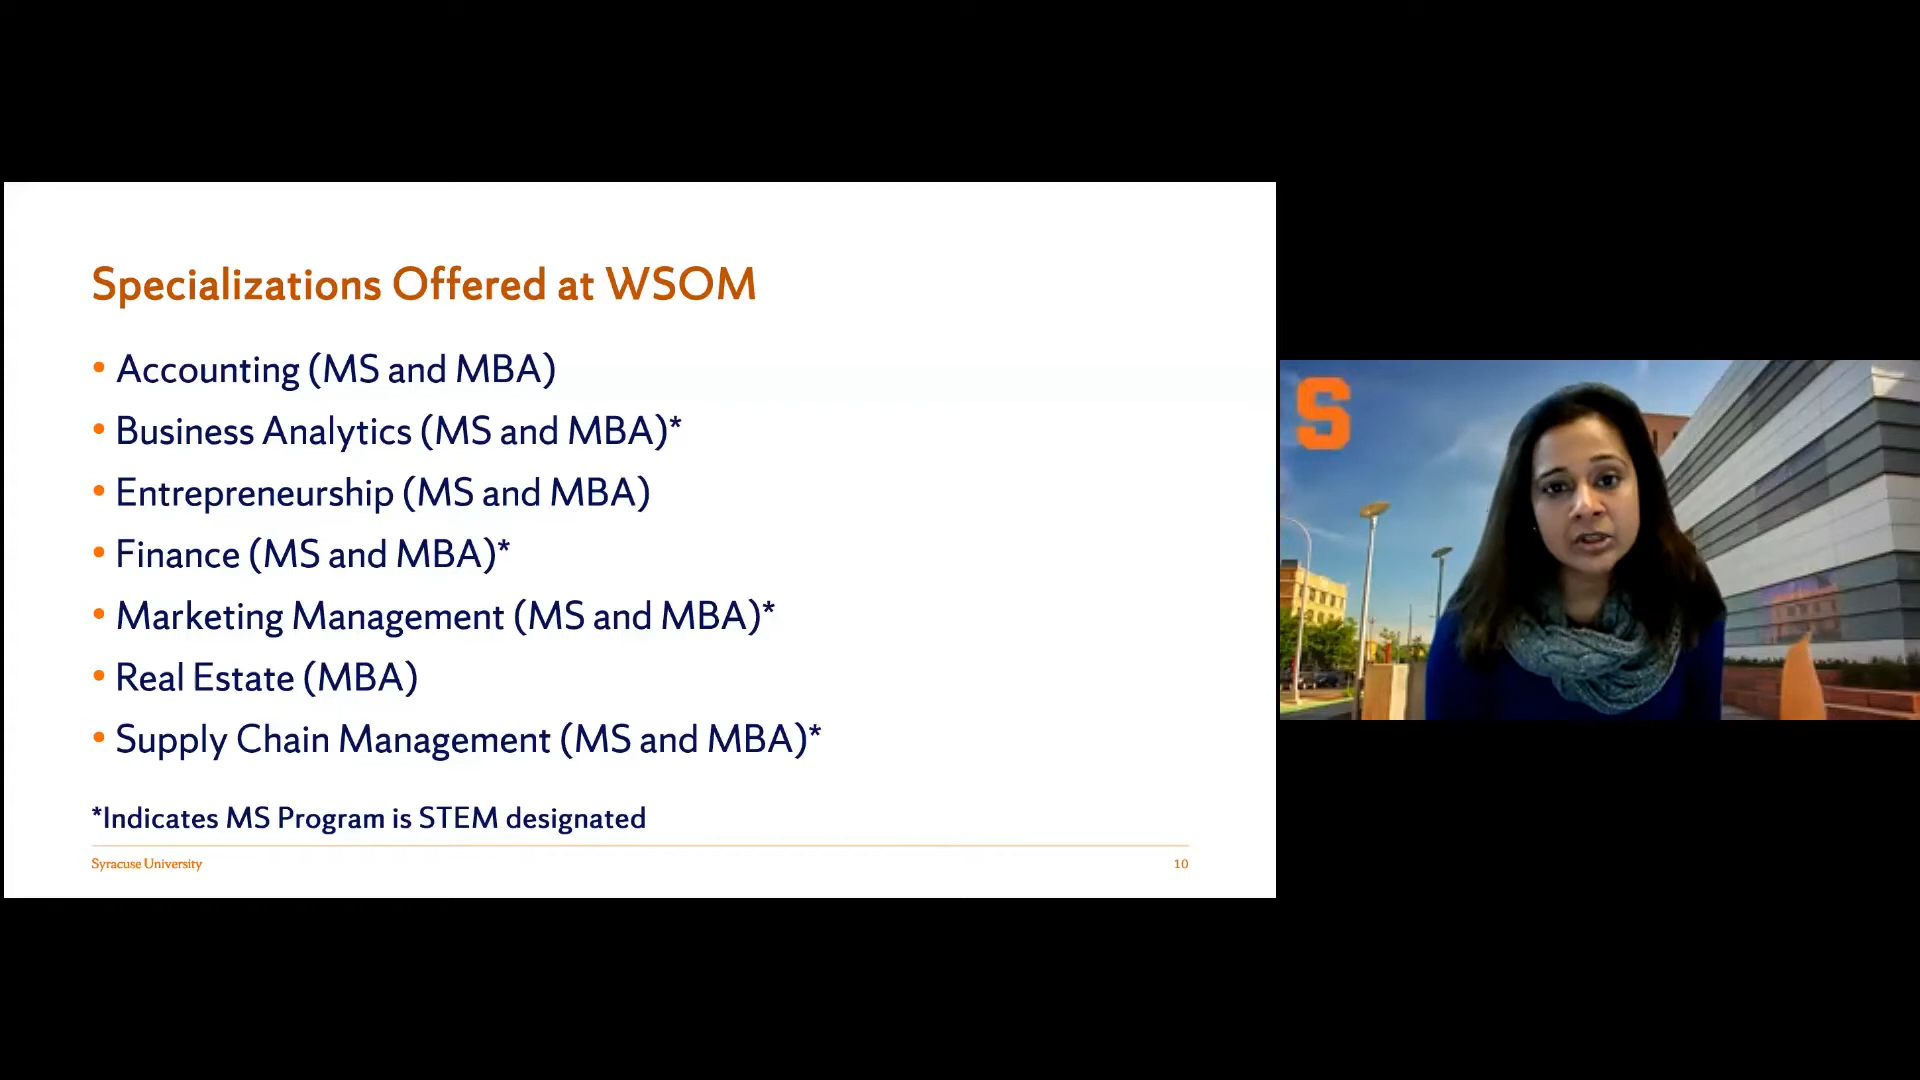 Specializations Offered at WSOM
• Accounting (MS and MBA)
• Business Analytics (MS and MBA)*
• Entrepreneurship (MS and MBA)
• Finance (MS and MBA)*
• Marketing Management (MS and MBA)*
• Real Estate (MBA)
• Supply Chain Management (MS and MBA)*
*Indicates MS Program is STEM designated
Syracuse University
10
S